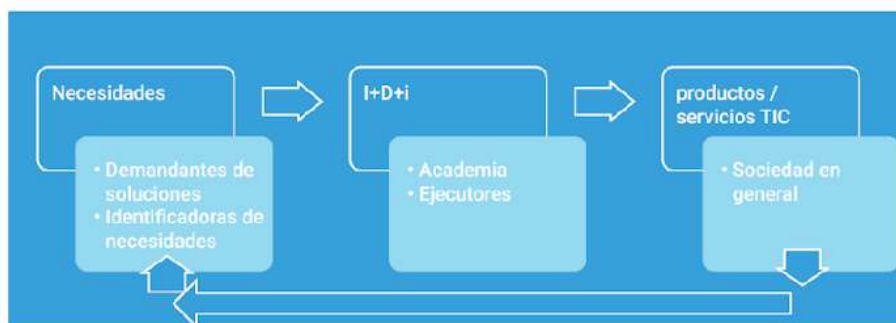 Necesidades
• Demandantes de
soluciones
• Identificadoras de
necesidades
I+D+i
• Academia
• Ejecutores
productos /
servicios TIC
• Sociedad en
general